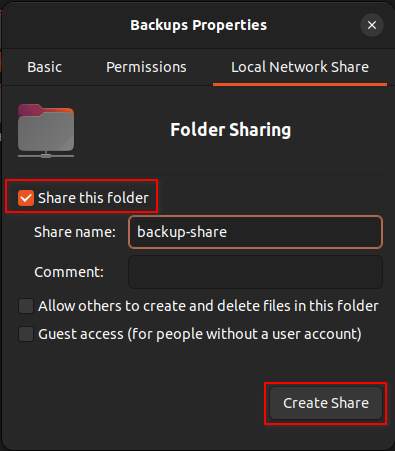 Backups Properties
Basic Permissions Local Network Share
Folder Sharing
Share this folder
Share name: backup-share
Comment:
Allow others to create and delete files in this folder
Guest access (for people without a user account)
Create Share